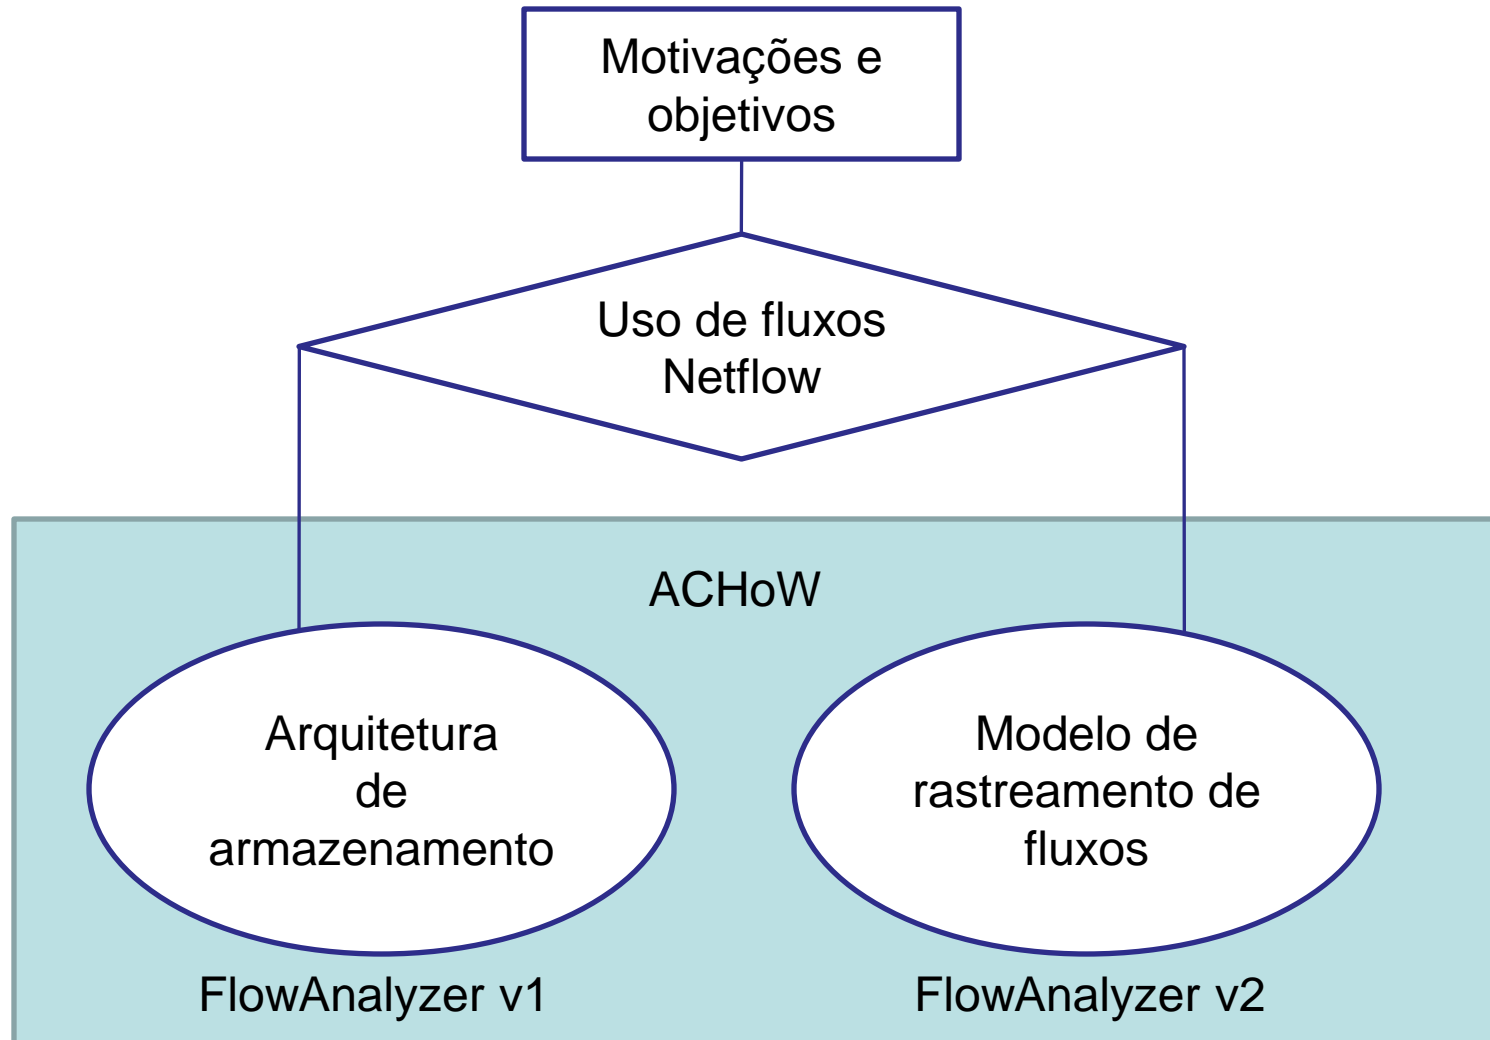 Motivações e
objetivos
Uso de fluxos
Netflow
ACHoW
Arquitetura
de
armazenamento
FlowAnalyzer v1
Modelo de
rastreamento de
fluxos
FlowAnalyzer v2